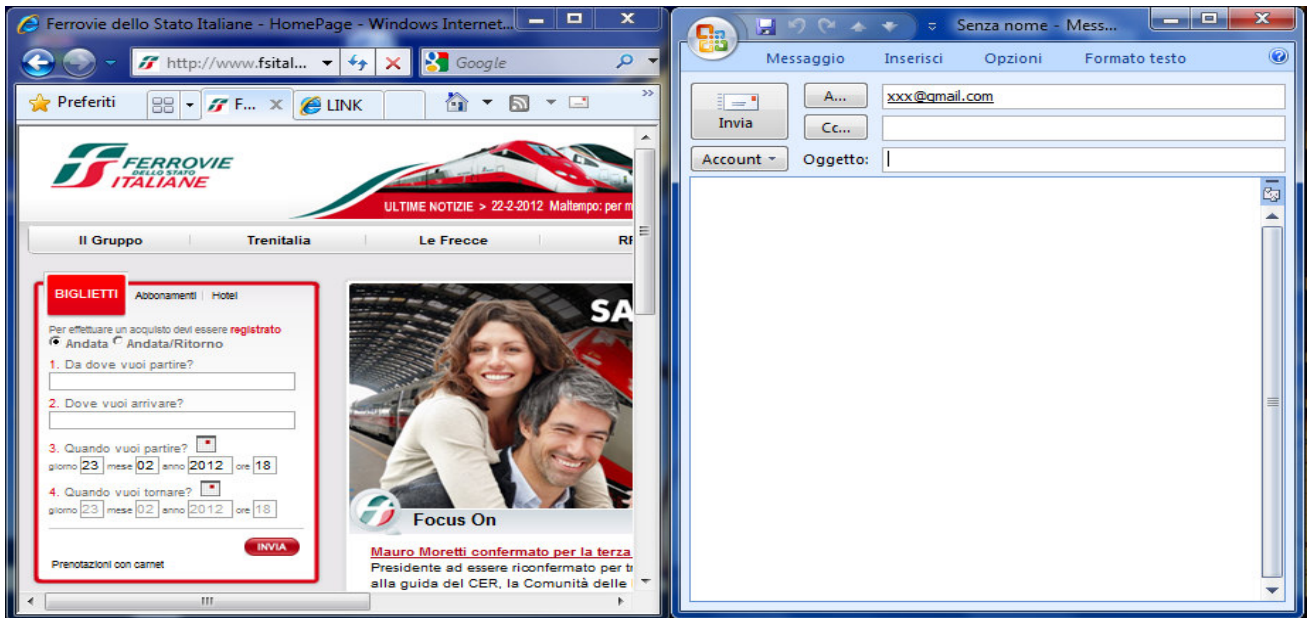 Ferrovie dello Stato Italiane - HomePage - Windows Internet...
http://www.fsital...
Google
Preferiti
F...
LINK
FERROVIE
DELLO STATO
ITALIANE
ULTIME NOTIZIE > 22-2-2012 Maltempo: per m
Il Gruppo
Trenitalia
Le Frecce
BIGLIETTI
Abbonamenti
Hotel
Per effettuare un acquisto devi essere registrato
Andata Andata/Ritorno
1. Da dove vuoi partire?
2. Dove vuoi arrivare?
3. Quando vuoi partire?
giorno 23 mese 02 anno 2012 ore 18
4. Quando vuoi tornare?
giorno 23 mese 02 anno 2012 ore 18
INVIA
Prenotazioni con carnet
SA
Focus On
Mauro Moretti confermato per la terza
Presidente ad essere riconfermato per
alla guida del CER, la Comunità delle
Senza nome - Mess...
Messaggio
Inserisci
Opzioni
Formato testo
Invia
A...
xxx@gmail.com
Cc...
Account
Oggetto: